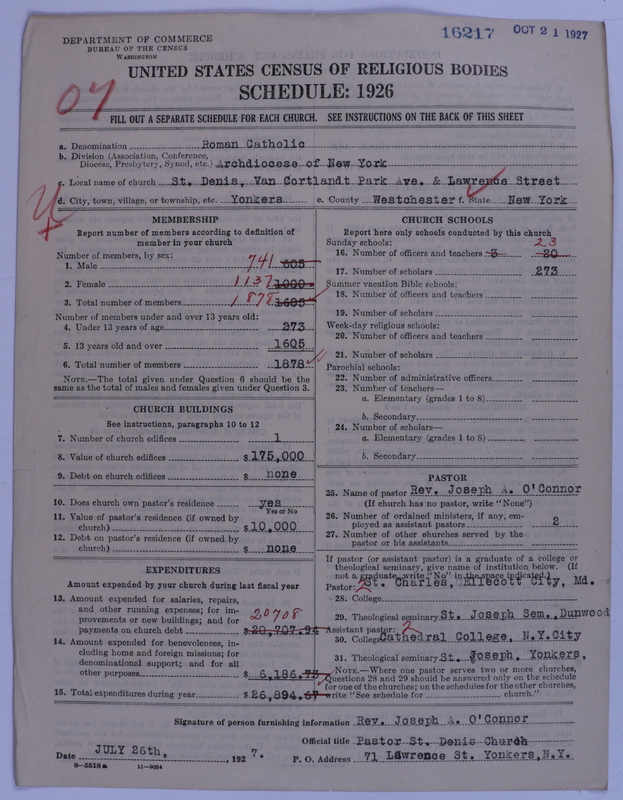 16217 OCT 21 1927
DEPARTMENT OF COMMERCE
BUREAU OF THE CENSUS
WASHINGTON
UNITED STATES CENSUS OF RELIGIOUS BODIES
SCHEDULE: 1926
04
FILL OUT A SEPARATE SCHEDULE FOR EACH CHURCH. SEE INSTRUCTIONS ON THE BACK OF THIS SHEET
a. Denomination Roman Catholic
b. Division (Association, Conference,
Diocese, Presbytery, Synod, etc.) Archdiocese of New York
c. Local name of church St. Denis, Van Cortlandt Park Ave. & Lawrence Street
d. City, town, village, or township, etc. Yonkers e. County Westchester f. State New York
MEMBERSHIP
Report number of members according to definition of
member in your church
Number of members, by sex:
1. Male 741 605
2. Female 1137 1000
3. Total number of members 1878 1605
Number of members under and over 13 years old:
4. Under 13 years of age 273
5. 13 years old and over 1605
6. Total number of members 1878
NOTE.—The total given under Question 6 should be
same as the total of males and females given under Question 3.
CHURCH BUILDINGS
See instructions, paragraphs 10 to 12
7. Number of church edifices 1
8. Value of church edifices $175,000
9. Debt on church edifices $ none
10. Does church own pastor's residence yes
Yes or No
11. Value of pastor's residence (if owned by
church) $10,000
12. Debt on pastor's residence (if owned by
church) $ none
EXPENDITURES
Amount expended by your church during last fiscal year
13. Amount expended for salaries, repairs,
and other running expenses; for im-
provements or new buildings; and for
payments on church debt 20708 $20,707.94
14. Amount expended for benevolences, in-
cluding home and foreign missions; for
denominational support; and for all
other purposes $ 6,186.73
15. Total expenditures during year $26,894.67
CHURCH SCHOOLS
Report here only schools conducted by this church
Sunday schools: 23
16. Number of officers and teachers 3 20
17. Number of scholars 273
Summer vacation Bible schools:
18. Number of officers and teachers
19. Number of scholars
Week-day religious schools:
20. Number of officers and teachers
21. Number of scholars
Parochial schools:
22. Number of administrative officers
23. Number of teachers—
a. Elementary (grades 1 to 8)
b. Secondary
24. Number of scholars—
a. Elementary (grades 1 to 8)
b. Secondary
PASTOR
25. Name of pastor Rev. Joseph A. O'Connor
(If church has no pastor, write "None")
26. Number of ordained ministers, if any, em-
ployed as assistant pastors 2
27. Number of other churches served by the
pastor or his assistants
If pastor (or assistant pastor) is a graduate of a college or
theological seminary, give name of institution below. (If
not a graduate, write "No" in the space indicated.)
Pastor: 2 St. Charles, Ellecott City, Md.
28. College
29. Theological seminary St. Joseph Sem., Dunwood
Assistant pastor: 2
30. College Cathedral College, N.Y.City
31. Theological seminary St. Joseph, Yonkers,
NOTE.—Where one pastor serves two or more churches,
Questions 28 and 29 should be answered only on the schedule
for one of the churches; on the schedules for the other churches,
write "See schedule for church."
Signature of person furnishing information Rev. Joseph A. O'Connor
Official title Pastor St. Denis Church
Date JULY 26th, 1927. P. O. Address 71 Lawrence St. Yonkers, N.Y.
8—5518a 11—9054